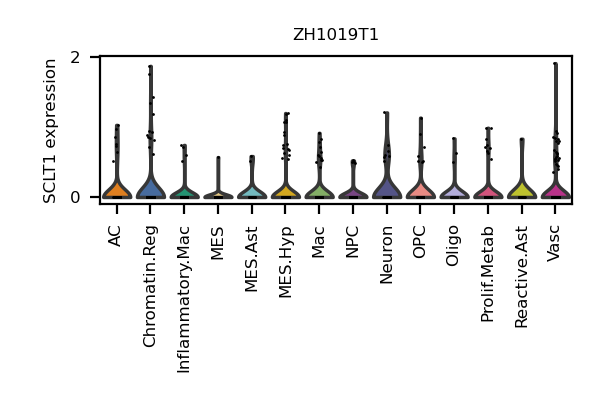 ZH1019T1
SCLT1 expression
2
0
AC
Chromatin.Reg
Inflammatory.Mac
MES
MES.Ast
MES.Hyp
Mac
NPC
Neuron
OPC
Oligo
Prolif.Metab
Reactive.Ast
Vasc